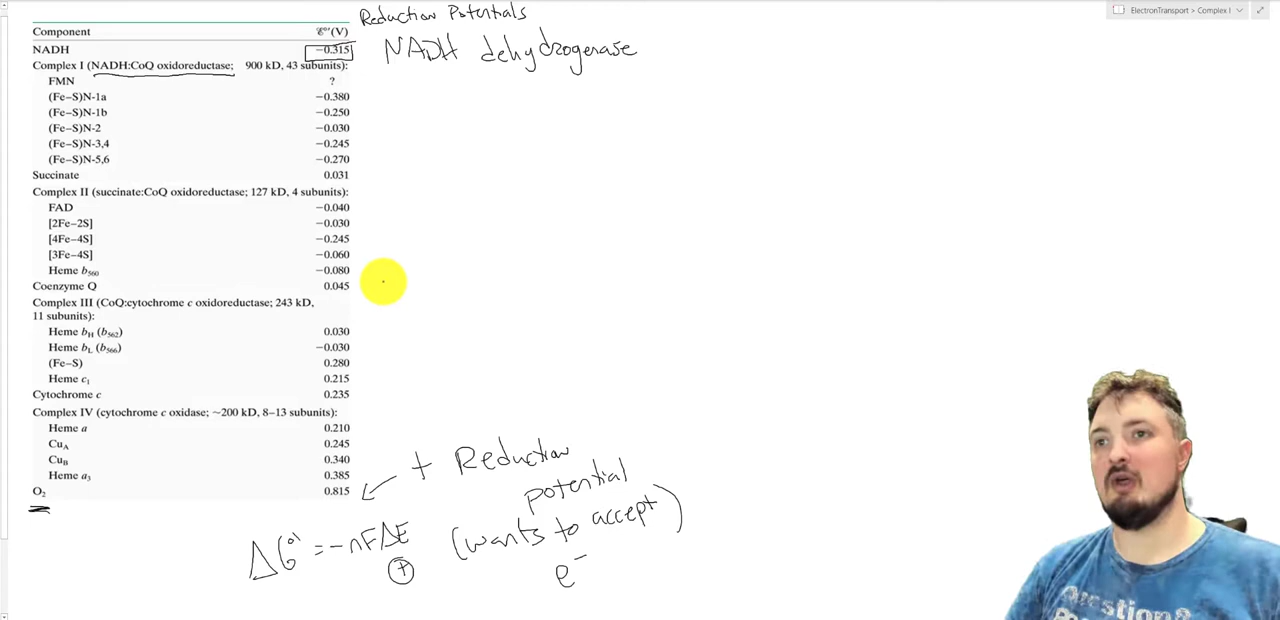 ElectronTransport > Complex I
Reduction Potentials
NADH dehydrogenase
Component ℰ°′(V)
NADH −0.315
Complex I (NADH:CoQ oxidoreductase; 900 kD, 43 subunits):
FMN ?
(Fe–S)N-1a −0.380
(Fe–S)N-1b −0.250
(Fe–S)N-2 −0.030
(Fe–S)N-3,4 −0.245
(Fe–S)N-5,6 −0.270
Succinate 0.031
Complex II (succinate:CoQ oxidoreductase; 127 kD, 4 subunits):
FAD −0.040
[2Fe–2S] −0.030
[4Fe–4S] −0.245
[3Fe–4S] −0.060
Heme b560 −0.080
Coenzyme Q 0.045
Complex III (CoQ:cytochrome c oxidoreductase; 243 kD,
11 subunits):
Heme bH (b562) 0.030
Heme bL (b566) −0.030
(Fe–S) 0.280
Heme c1 0.215
Cytochrome c 0.235
Complex IV (cytochrome c oxidase; ~200 kD, 8–13 subunits):
Heme a 0.210
CuA 0.245
CuB 0.340
Heme a3 0.385
O2 0.815
+ Reduction
potential
(wants to accept)
e−
ΔG°′ = −nFΔE
+
Question